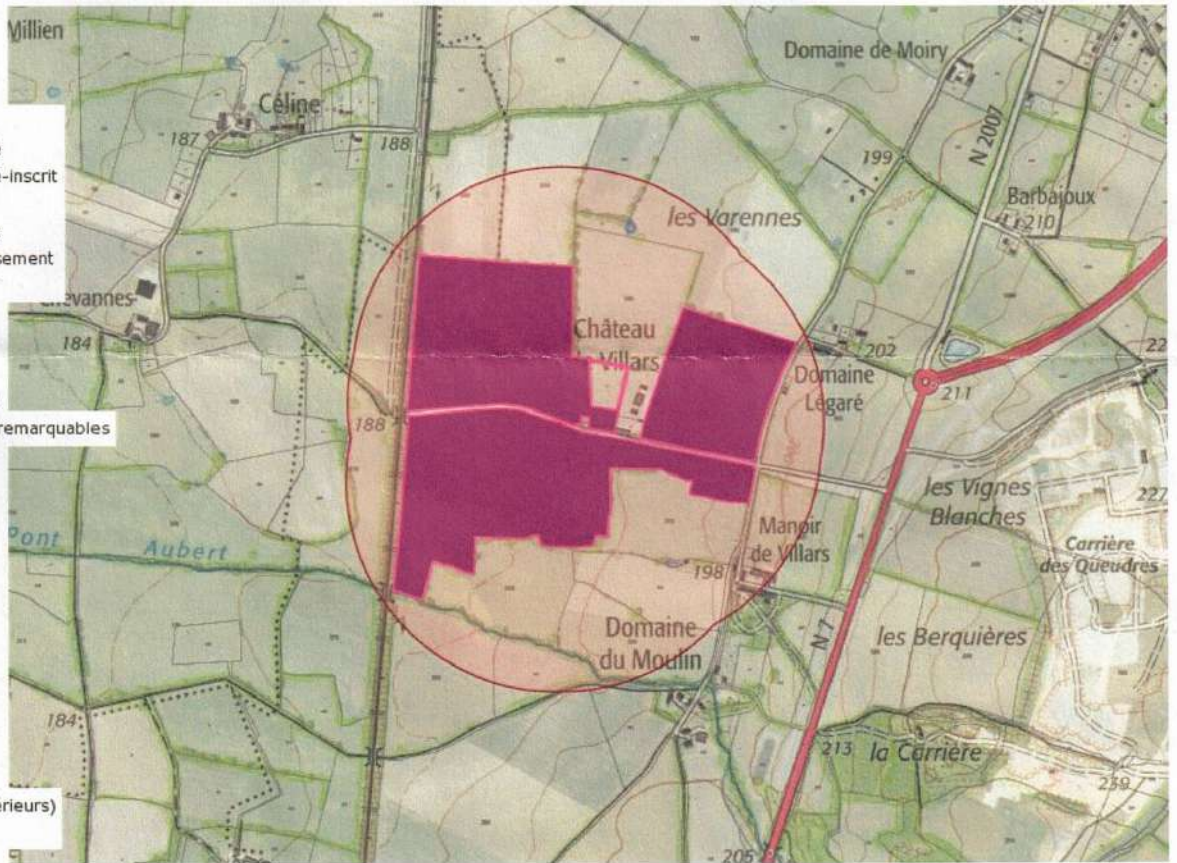 Millien
Domaine de Moiry
Céline
187
188
199
N 2007
-inscrit
Barbajoux
210
les Varennes
sement
Chevannes
184
Château
Villars
202
Domaine
Légaré
211
188
remarquables
les Vignes
Blanches
227
Carrière
des Queudres
Pont Aubert
Manoir
de Villars
198
N 7
les Berquières
Domaine
du Moulin
184
213
la Carrière
239
érieurs)
205